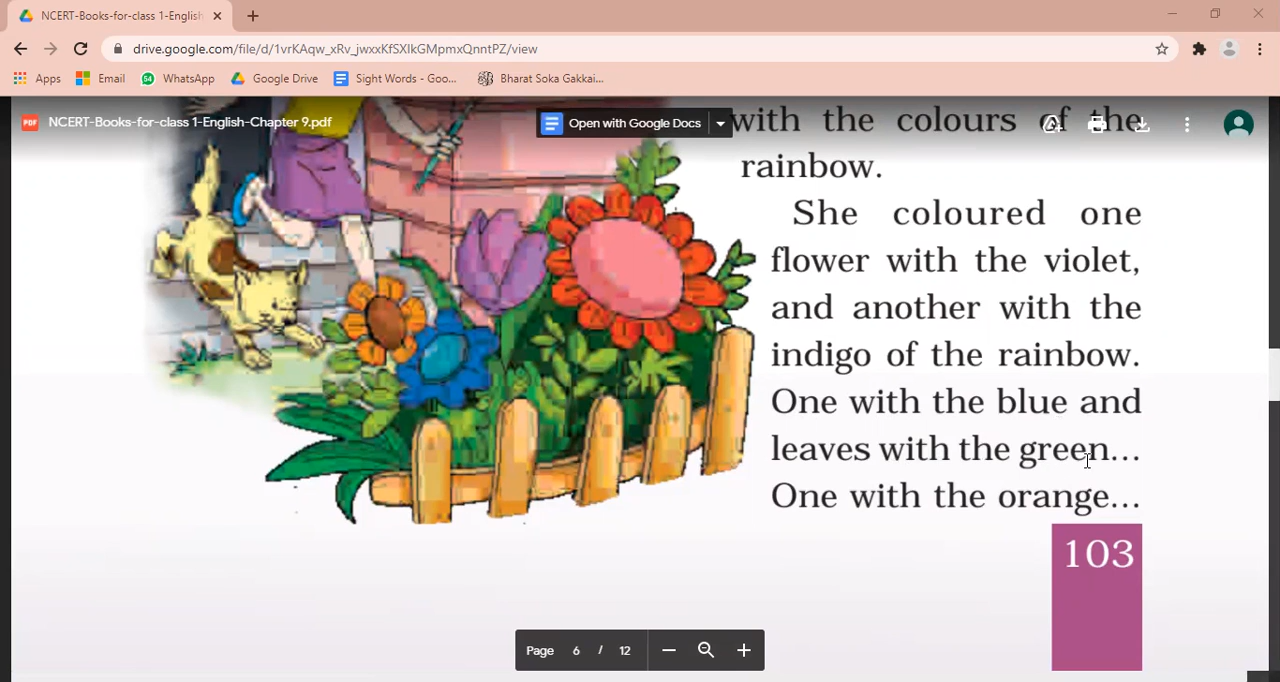 NCERT-Books-for-class 1-English
drive.google.com/file/d/1vrKAqw_xRv_jwxxKfSXIkGMpmxQnntPZ/view
Apps Email WhatsApp Google Drive Sight Words - Goo... Bharat Soka Gakkai...
PDF NCERT-Books-for-class 1-English-Chapter 9.pdf Open with Google Docs
with the colours of the
rainbow.
She coloured one
flower with the violet,
and another with the
indigo of the rainbow.
One with the blue and
leaves with the green...
One with the orange...
103
Page 6 / 12